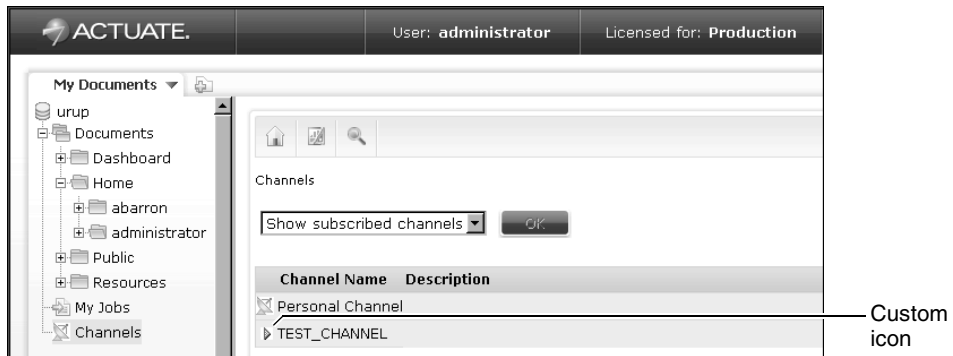 ACTUATE.
User: administrator
Licensed for: Production
My Documents
urup
Documents
Dashboard
Home
abarron
administrator
Public
Resources
My Jobs
Channels
Channels
Show subscribed channels
OK
Channel Name Description
Personal Channel
TEST_CHANNEL
Custom
icon